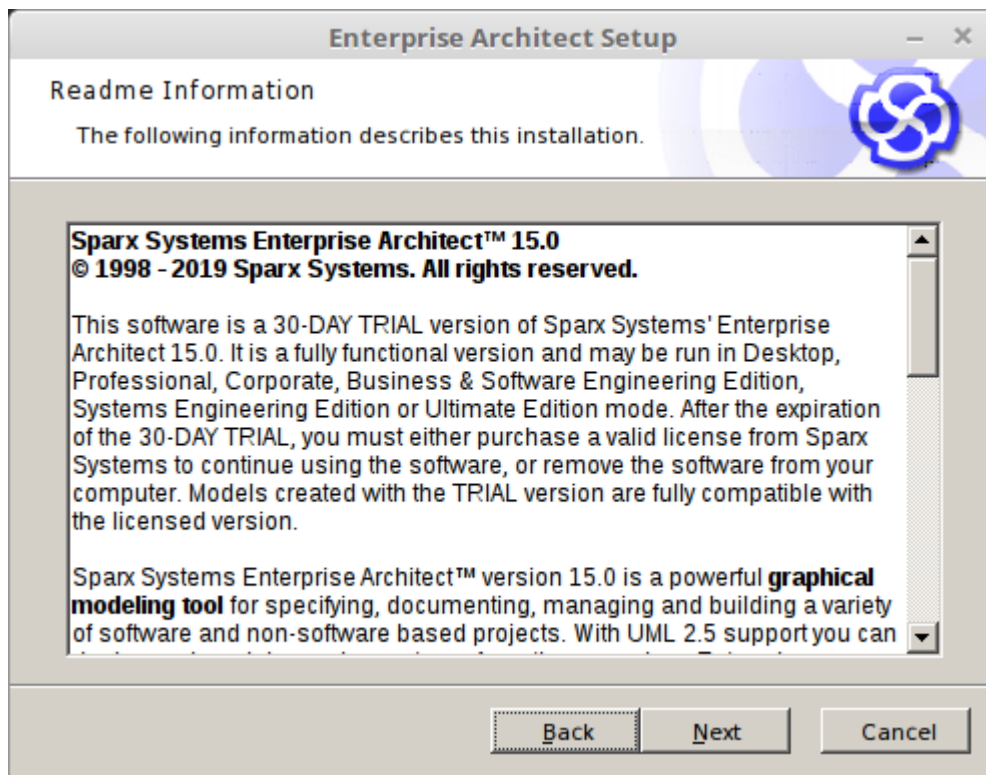 Enterprise Architect Setup
Readme Information
The following information describes this installation.
Sparx Systems Enterprise Architect™ 15.0
© 1998 - 2019 Sparx Systems. All rights reserved.
This software is a 30-DAY TRIAL version of Sparx Systems' Enterprise
Architect 15.0. It is a fully functional version and may be run in Desktop,
Professional, Corporate, Business & Software Engineering Edition,
Systems Engineering Edition or Ultimate Edition mode. After the expiration
of the 30-DAY TRIAL, you must either purchase a valid license from Sparx
Systems to continue using the software, or remove the software from your
computer. Models created with the TRIAL version are fully compatible with
the licensed version.
Sparx Systems Enterprise Architect™ version 15.0 is a powerful graphical
modeling tool for specifying, documenting, managing and building a variety
of software and non-software based projects. With UML 2.5 support you can
Back Next Cancel